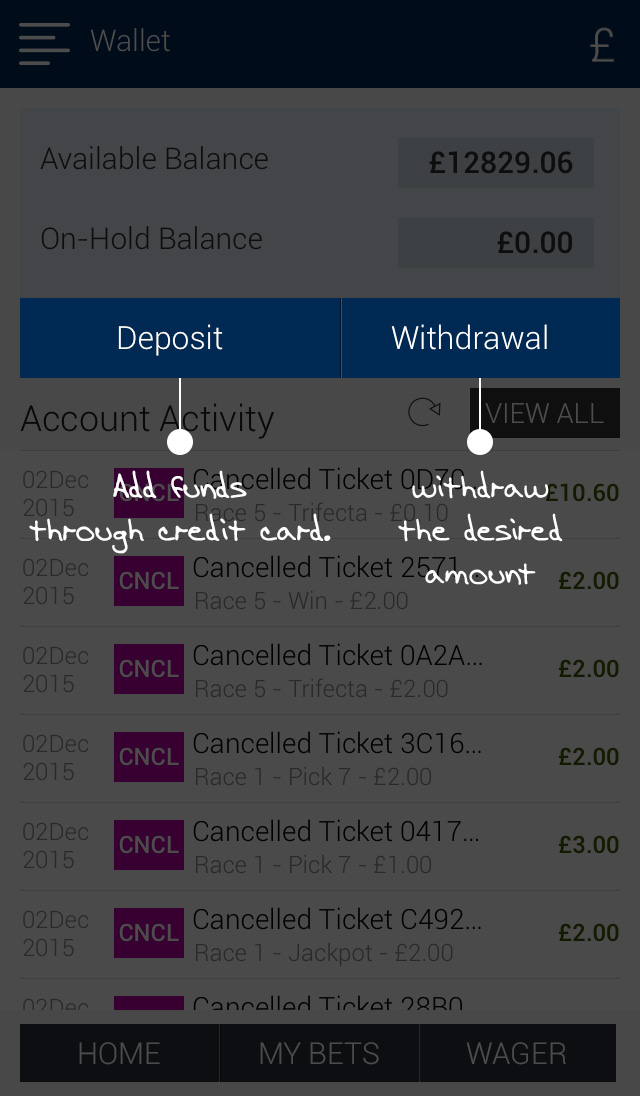 Wallet £
Available Balance £12829.06
On-Hold Balance £0.00
Deposit Withdrawal
Account Activity VIEW ALL
02Dec 2015 CNCL Cancelled Ticket 0D70 £10.60
Race 5 - Trifecta - £0.10
Add funds
through credit card.
withdraw
the desired
amount
02Dec 2015 CNCL Cancelled Ticket 2571 £2.00
Race 5 - Win - £2.00
02Dec 2015 CNCL Cancelled Ticket 0A2A... £2.00
Race 5 - Trifecta - £2.00
02Dec 2015 CNCL Cancelled Ticket 3C16... £2.00
Race 1 - Pick 7 - £2.00
02Dec 2015 CNCL Cancelled Ticket 0417... £3.00
Race 1 - Pick 7 - £1.00
02Dec 2015 CNCL Cancelled Ticket C492... £2.00
Race 1 - Jackpot - £2.00
02Dec Cancelled Ticket 28B0
HOME MY BETS WAGER